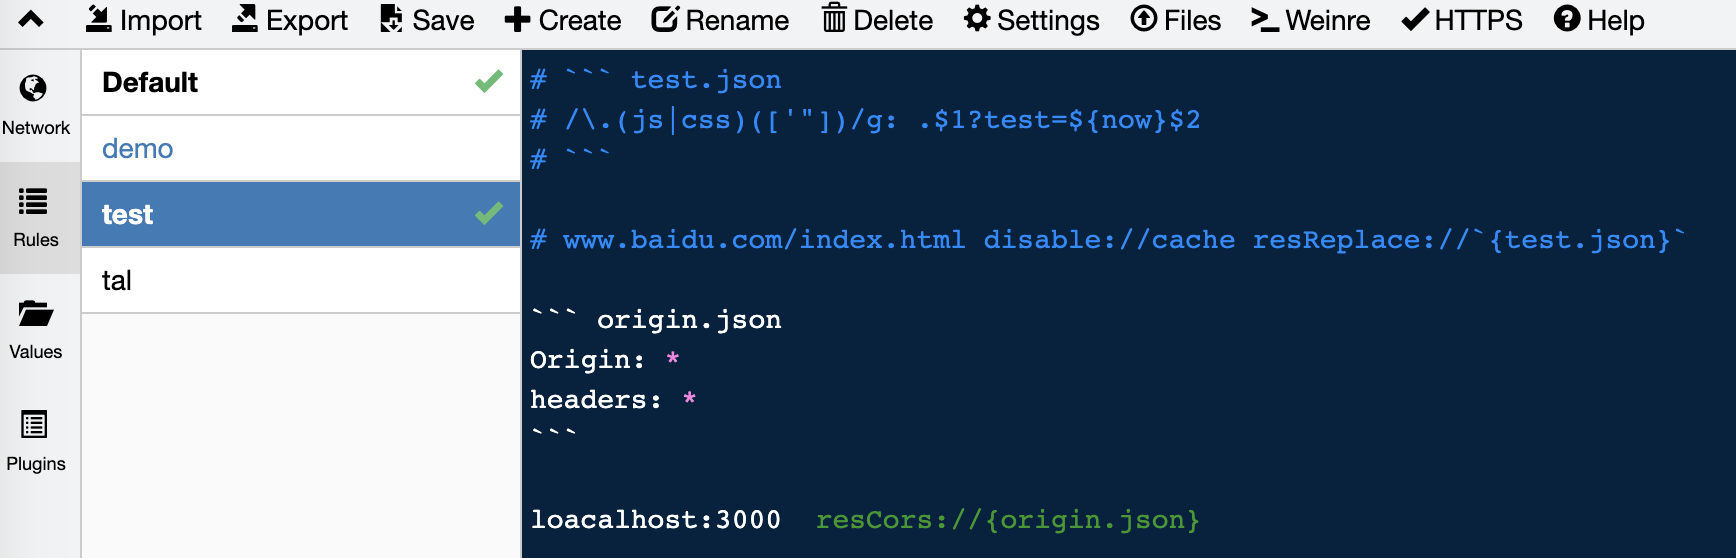 Import Export Save Create Rename Delete Settings Files Weinre HTTPS Help
Network
Rules
Values
Plugins
Default
demo
test
tal
# ``` test.json
# /\.(js|css)(['"])/g: .$1?test=${now}$2
# ```
# www.baidu.com/index.html disable://cache resReplace://`{test.json}`
``` origin.json
Origin: *
headers: *
```
loacalhost:3000  resCors://{origin.json}